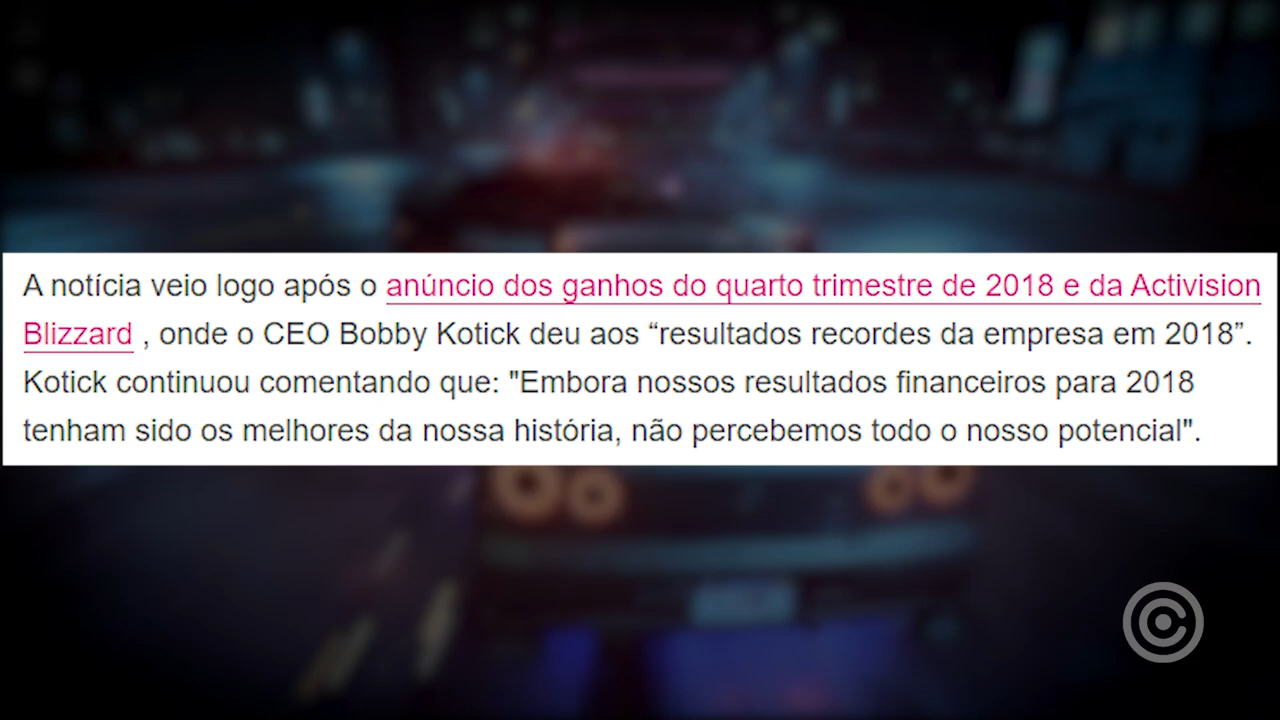 A notícia veio logo após o anúncio dos ganhos do quarto trimestre de 2018 e da Activision
Blizzard , onde o CEO Bobby Kotick deu aos “resultados recordes da empresa em 2018”.
Kotick continuou comentando que: "Embora nossos resultados financeiros para 2018
tenham sido os melhores da nossa história, não percebemos todo o nosso potencial".